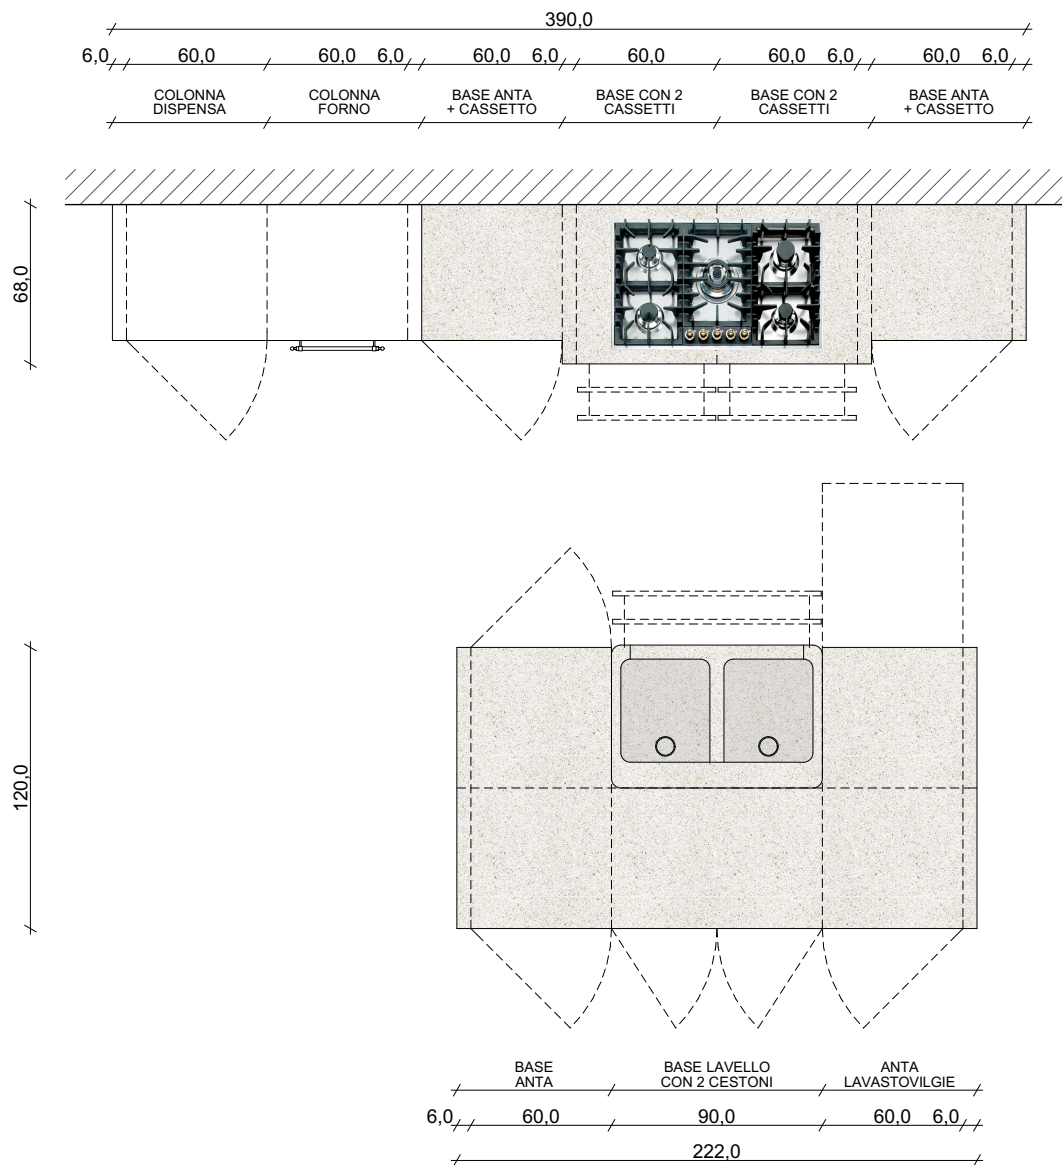 390,0
6,0 60,0 60,0 6,0 60,0 6,0 60,0 60,0 6,0 60,0 6,0
COLONNA DISPENSA
COLONNA FORNO
BASE ANTA + CASSETTO
BASE CON 2 CASSETTI
BASE CON 2 CASSETTI
BASE ANTA + CASSETTO
68,0
120,0
BASE ANTA
BASE LAVELLO CON 2 CESTONI
ANTA LAVASTOVILGIE
6,0 60,0 90,0 60,0 6,0
222,0